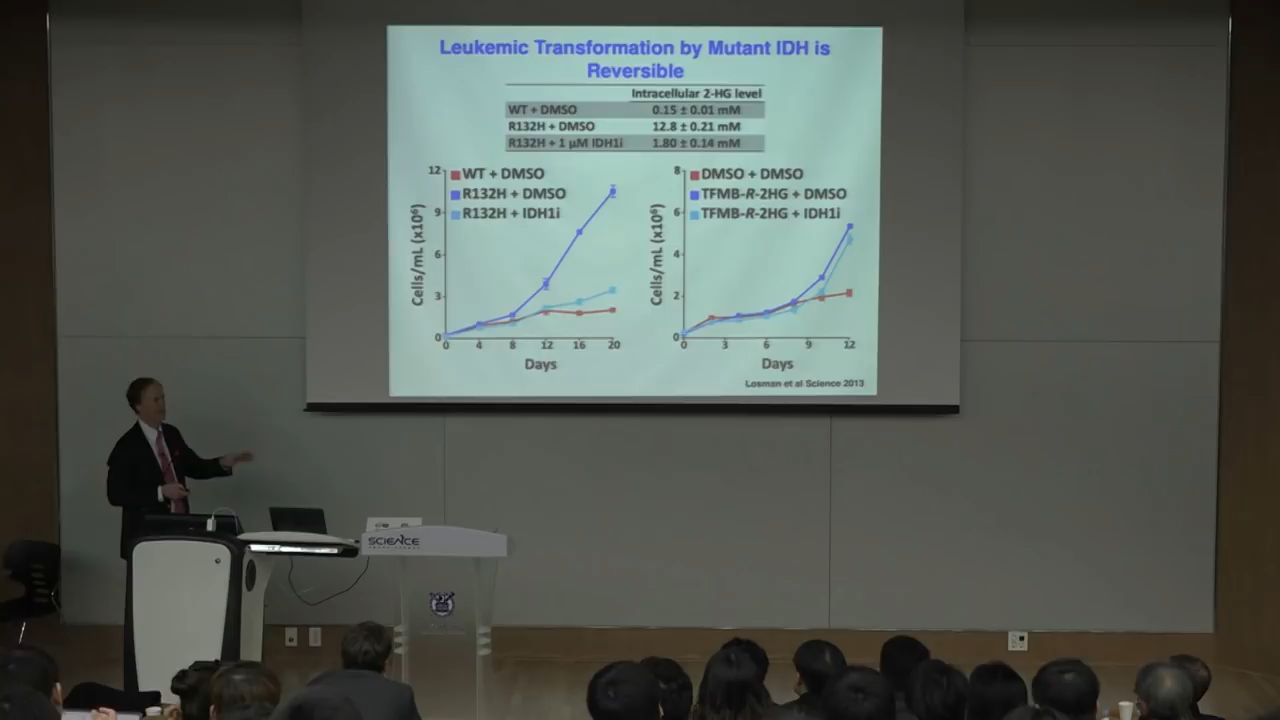 Leukemic Transformation by Mutant IDH is
Reversible
Intracellular 2-HG level
WT + DMSO 0.15 ± 0.01 mM
R132H + DMSO 12.8 ± 0.21 mM
R132H + 1 µM IDH1i 1.80 ± 0.14 mM
WT + DMSO
R132H + DMSO
R132H + IDH1i
Cells/mL (x10⁶)
12
9
6
3
0
0 4 8 12 16 20
Days
DMSO + DMSO
TFMB-R-2HG + DMSO
TFMB-R-2HG + IDH1i
Cells/mL (x10⁶)
8
6
4
2
0
0 3 6 9 12
Days
Losman et al Science 2013
SCIENCE